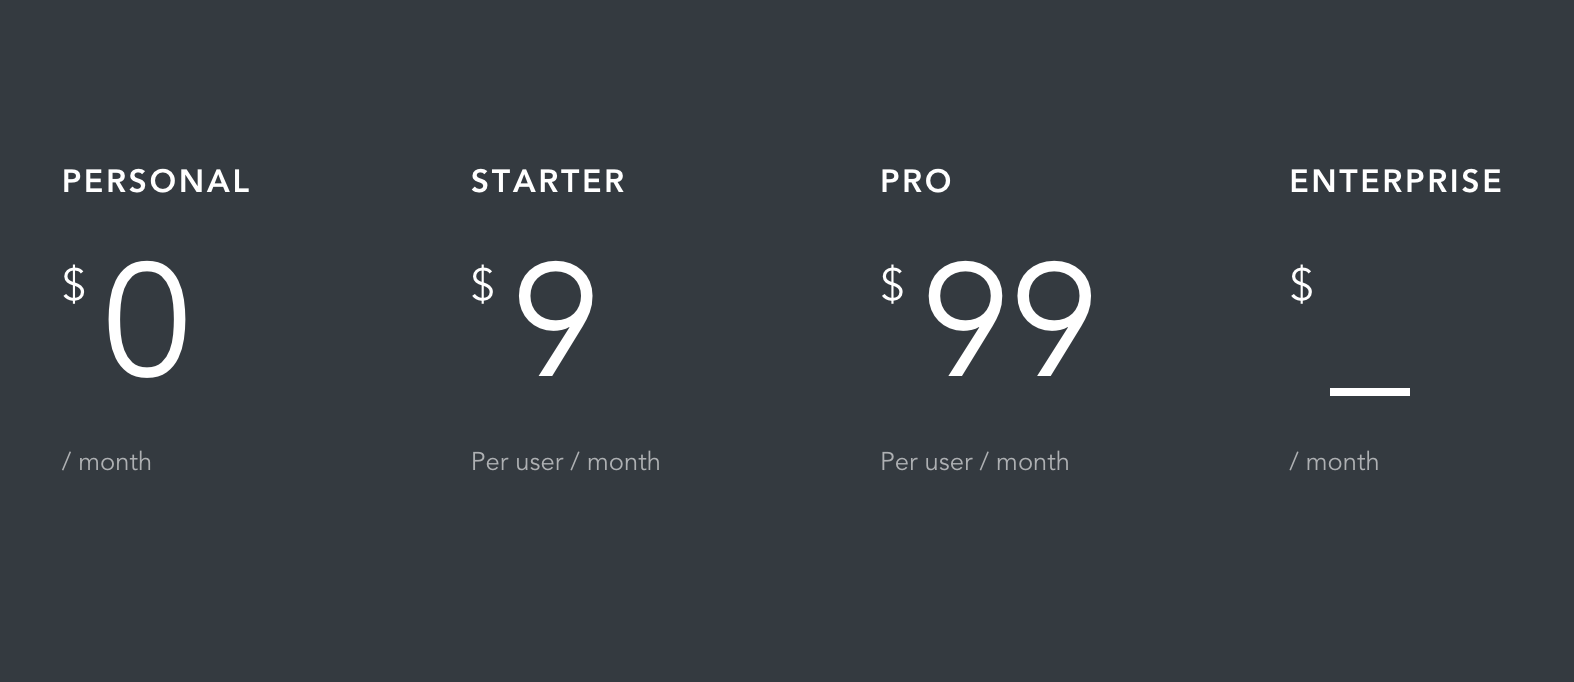 PERSONAL
$ 0
/ month
STARTER
$ 9
Per user / month
PRO
$ 99
Per user / month
ENTERPRISE
$ _
/ month